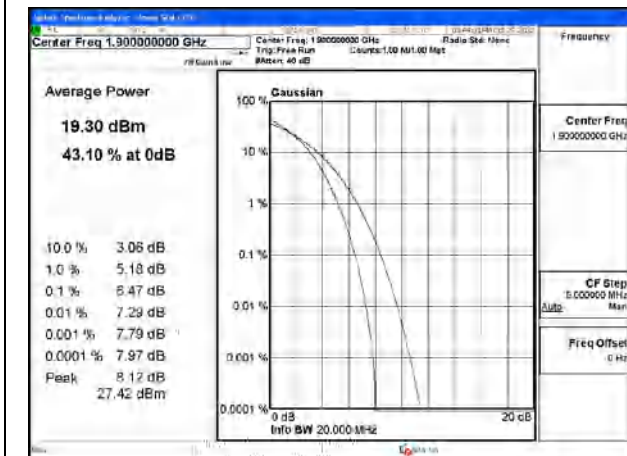 Center Freq 1.900000000 GHz
Center Freq: 1.900000000 GHz
Radio Std: None
Trig: Free Run
Counts:1.00 M/1.00 Mpt
#Atten: 40 dB
Frequency
Average Power
19.30 dBm
43.10 % at 0dB
10.0 % 3.06 dB
1.0 % 5.18 dB
0.1 % 6.47 dB
0.01 % 7.29 dB
0.001 % 7.79 dB
0.0001 % 7.97 dB
Peak 8.12 dB
27.42 dBm
Gaussian
100 %
10 %
1 %
0.1 %
0.01 %
0.001 %
0.0001 %
0 dB
20 dB
Info BW 20.000 MHz
Center Freq
1.900000000 GHz
CF Step
5.000000 MHz
Auto Man
Freq Offset
0 Hz